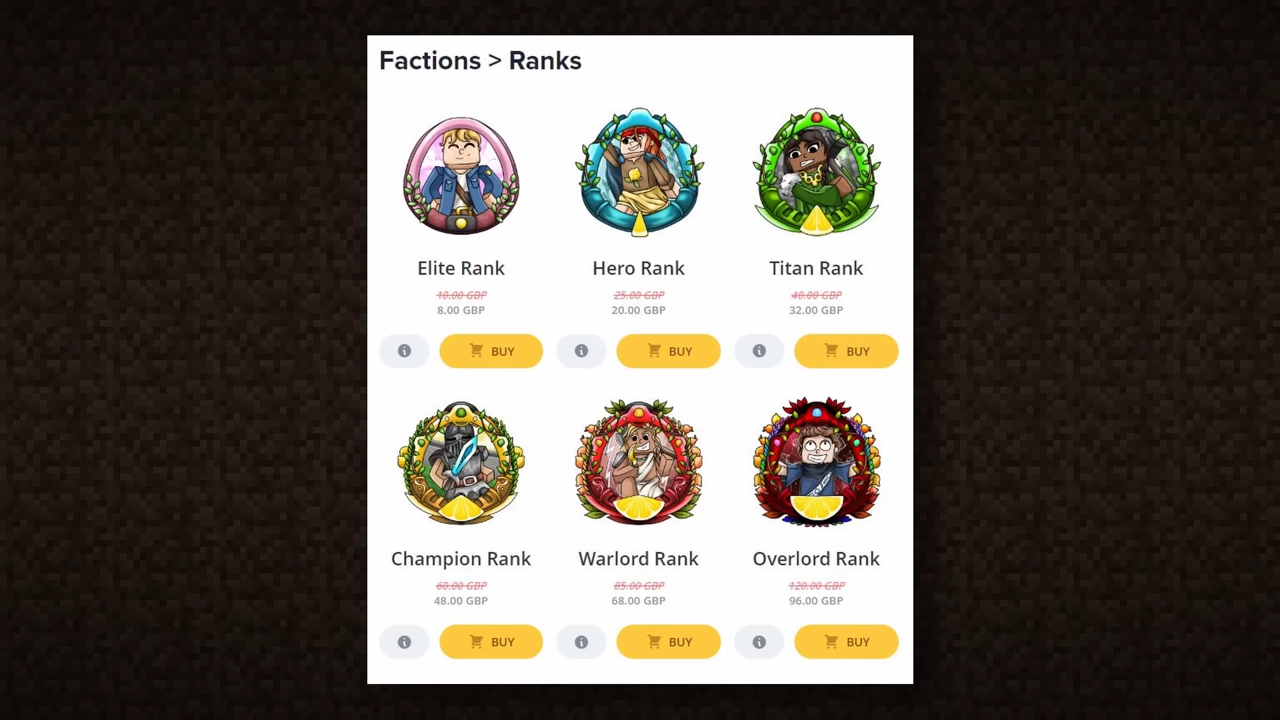 Factions > Ranks
Elite Rank
10.00 GBP
8.00 GBP
BUY
Hero Rank
25.00 GBP
20.00 GBP
BUY
Titan Rank
40.00 GBP
32.00 GBP
BUY
Champion Rank
60.00 GBP
48.00 GBP
BUY
Warlord Rank
85.00 GBP
68.00 GBP
BUY
Overlord Rank
120.00 GBP
96.00 GBP
BUY